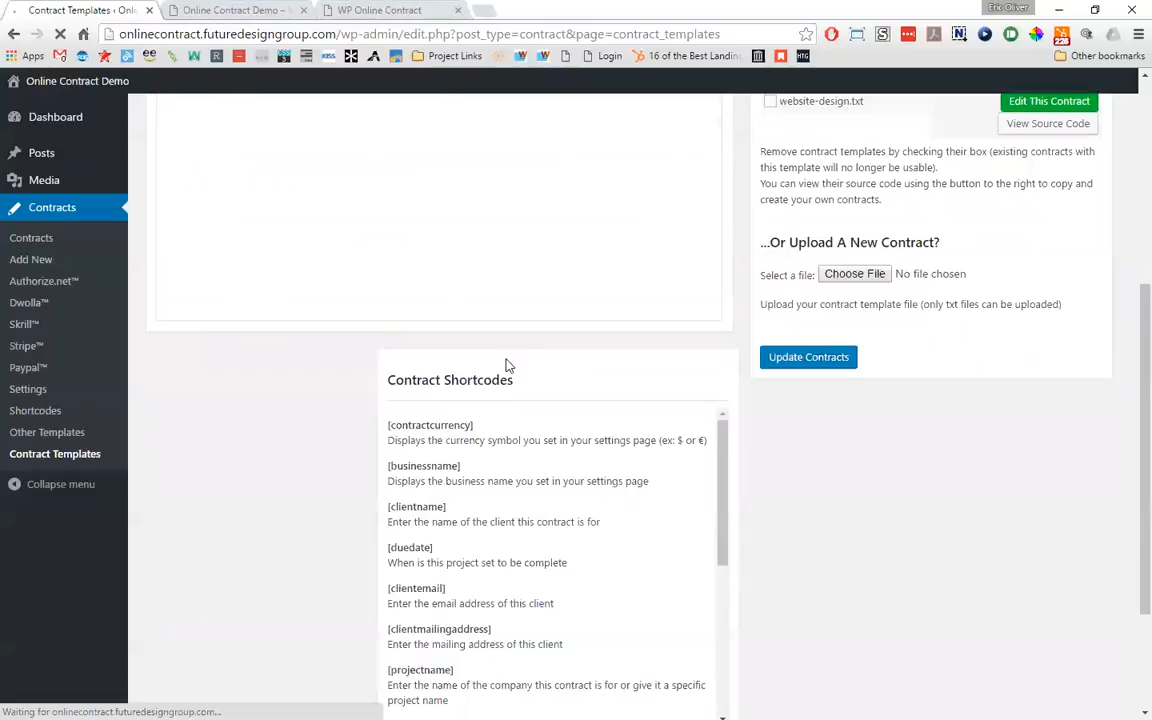 Contract Templates ‹ Onli
Online Contract Demo –
WP Online Contract
Eric Oliver
onlinecontract.futuredesigngroup.com/wp-admin/edit.php?post_type=contract&page=contract_templates
Apps
Project Links
Login
16 of the Best Landin
Other bookmarks
Online Contract Demo
Dashboard
Posts
Media
Contracts
Contracts
Add New
Authorize.net™
Dwolla™
Skrill™
Stripe™
Paypal™
Settings
Shortcodes
Other Templates
Contract Templates
Collapse menu
website-design.txt
Edit This Contract
View Source Code
Remove contract templates by checking their box (existing contracts with
this template will no longer be usable).
You can view their source code using the button to the right to copy and
create your own contracts.
...Or Upload A New Contract?
Select a file: Choose File No file chosen
Upload your contract template file (only txt files can be uploaded)
Update Contracts
Contract Shortcodes
[contractcurrency]
Displays the currency symbol you set in your settings page (ex: $ or €)
[businessname]
Displays the business name you set in your settings page
[clientname]
Enter the name of the client this contract is for
[duedate]
When is this project set to be complete
[clientemail]
Enter the email address of this client
[clientmailingaddress]
Enter the mailing address of this client
[projectname]
Enter the name of the company this contract is for or give it a specific
project name
Waiting for onlinecontract.futuredesigngroup.com...